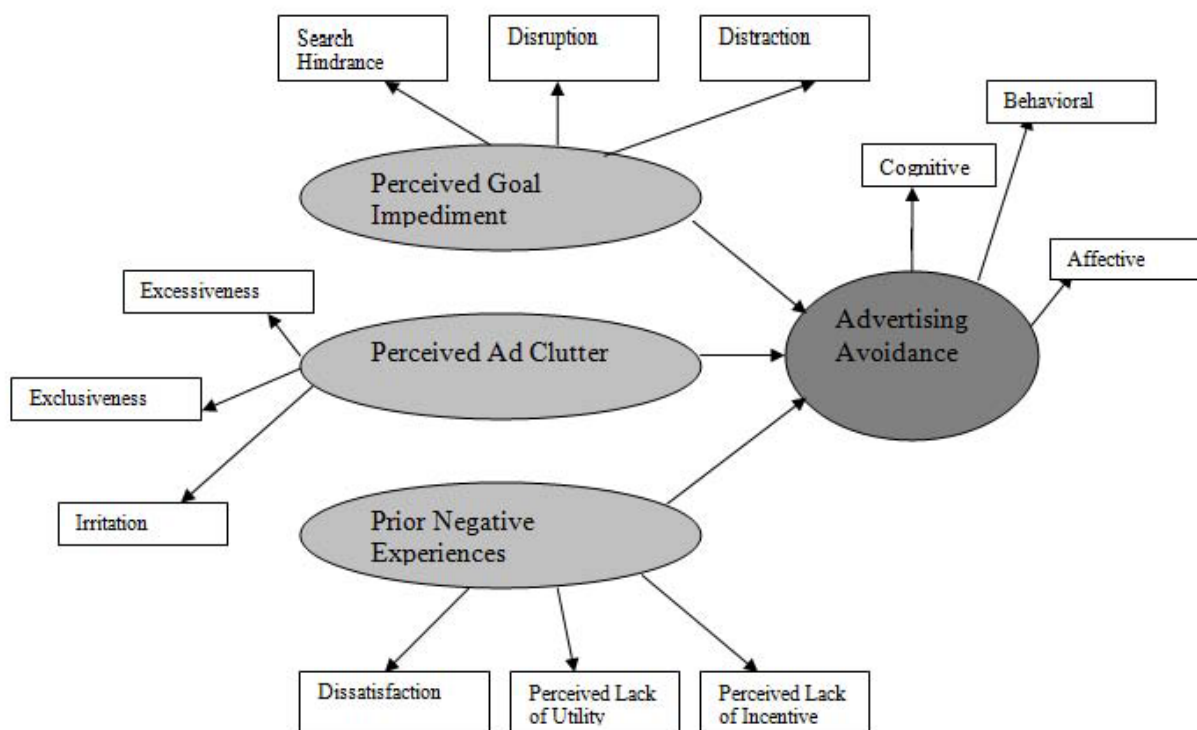 Search
Hindrance
Disruption
Distraction
Behavioral
Cognitive
Perceived Goal
Impediment
Affective
Excessiveness
Advertising
Avoidance
Perceived Ad Clutter
Exclusiveness
Irritation
Prior Negative
Experiences
Dissatisfaction
Perceived Lack
of Utility
Perceived Lack
of Incentive